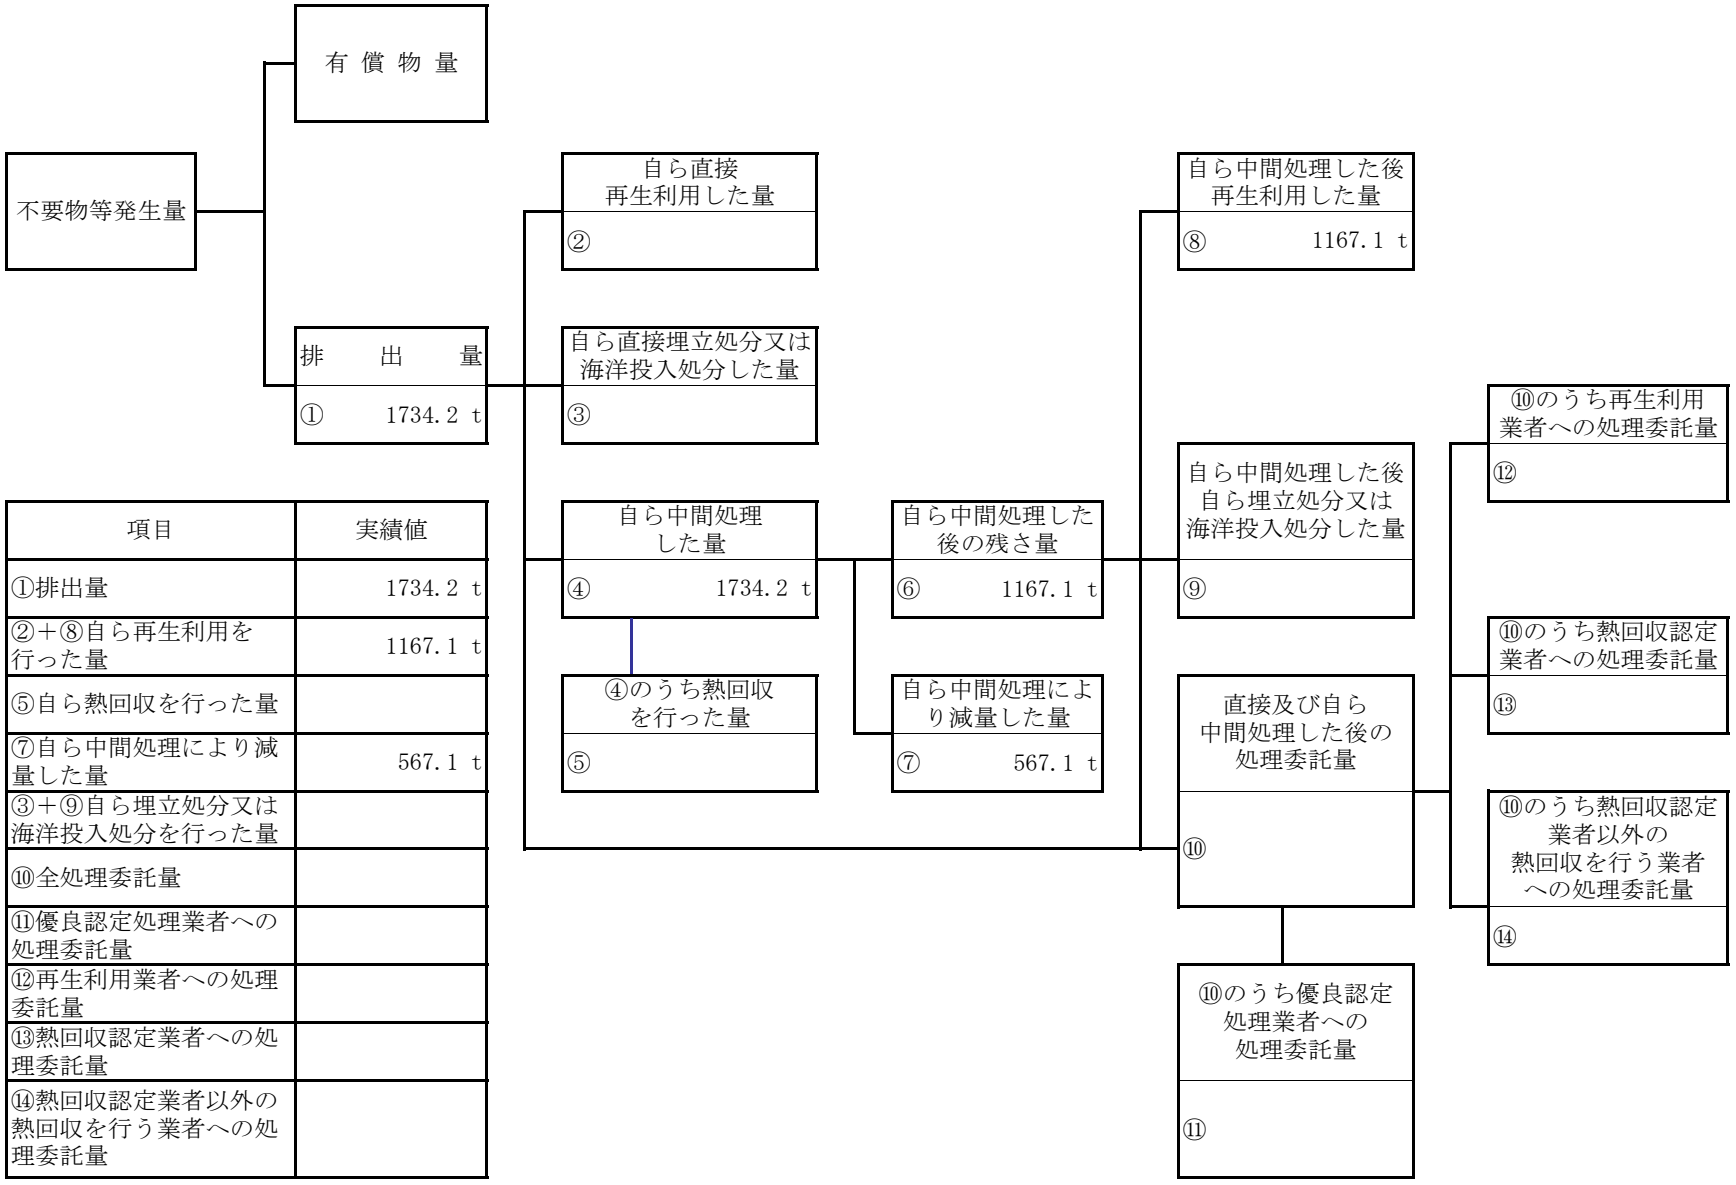 有償物量
不要物等発生量
自ら直接
再生利用した量
②
自ら中間処理した後
再生利用した量
⑧ 1167.1 t
排出量
① 1734.2 t
自ら直接埋立処分又は
海洋投入処分した量
③
⑩のうち再生利用
業者への処理委託量
⑫
自ら中間処理した後
自ら埋立処分又は
海洋投入処分した量
⑨
自ら中間処理
した量
④ 1734.2 t
自ら中間処理した
後の残さ量
⑥ 1167.1 t
⑩のうち熱回収認定
業者への処理委託量
⑬
④のうち熱回収
を行った量
⑤
自ら中間処理によ
り減量した量
⑦ 567.1 t
直接及び自ら
中間処理した後の
処理委託量
⑩
⑩のうち熱回収認定
業者以外の
熱回収を行う業者
への処理委託量
⑭
⑩のうち優良認定
処理業者への
処理委託量
⑪
項目 実績値
①排出量 1734.2 t
②＋⑧自ら再生利用を
行った量 1167.1 t
⑤自ら熱回収を行った量
⑦自ら中間処理により減
量した量 567.1 t
③＋⑨自ら埋立処分又は
海洋投入処分を行った量
⑩全処理委託量
⑪優良認定処理業者への
処理委託量
⑫再生利用業者への処理
委託量
⑬熱回収認定業者への処
理委託量
⑭熱回収認定業者以外の
熱回収を行う業者への処
理委託量